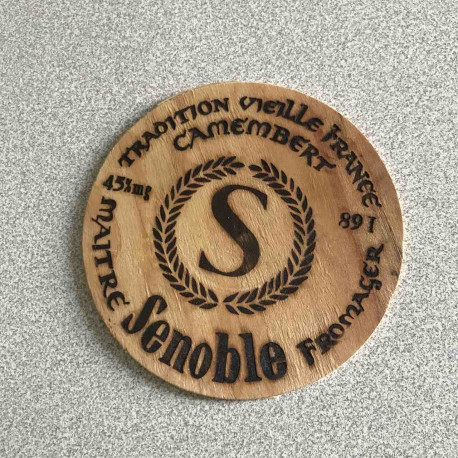 TRADITION VIEILLE FRANCE
CAMEMBERT
45% mg
S
89 I
MAITRE
Senoble
FROMAGER